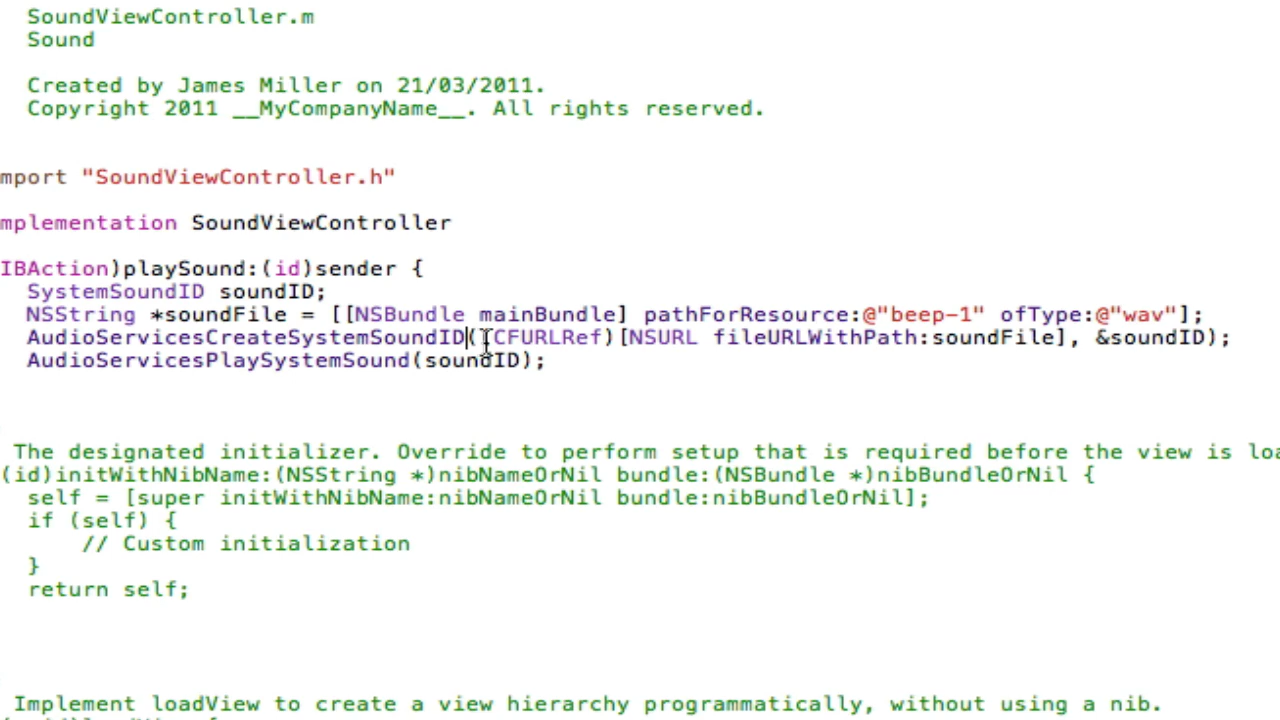 SoundViewController.m
Sound
Created by James Miller on 21/03/2011.
Copyright 2011 __MyCompanyName__. All rights reserved.
mport "SoundViewController.h"
mplementation SoundViewController
IBAction)playSound:(id)sender {
SystemSoundID soundID;
NSString *soundFile = [[NSBundle mainBundle] pathForResource:@"beep-1" ofType:@"wav"];
AudioServicesCreateSystemSoundID((CFURLRef)[NSURL fileURLWithPath:soundFile], &soundID);
AudioServicesPlaySystemSound(soundID);
The designated initializer. Override to perform setup that is required before the view is loa
(id)initWithNibName:(NSString *)nibNameOrNil bundle:(NSBundle *)nibBundleOrNil {
self = [super initWithNibName:nibNameOrNil bundle:nibBundleOrNil];
if (self) {
// Custom initialization
}
return self;
Implement loadView to create a view hierarchy programmatically, without using a nib.